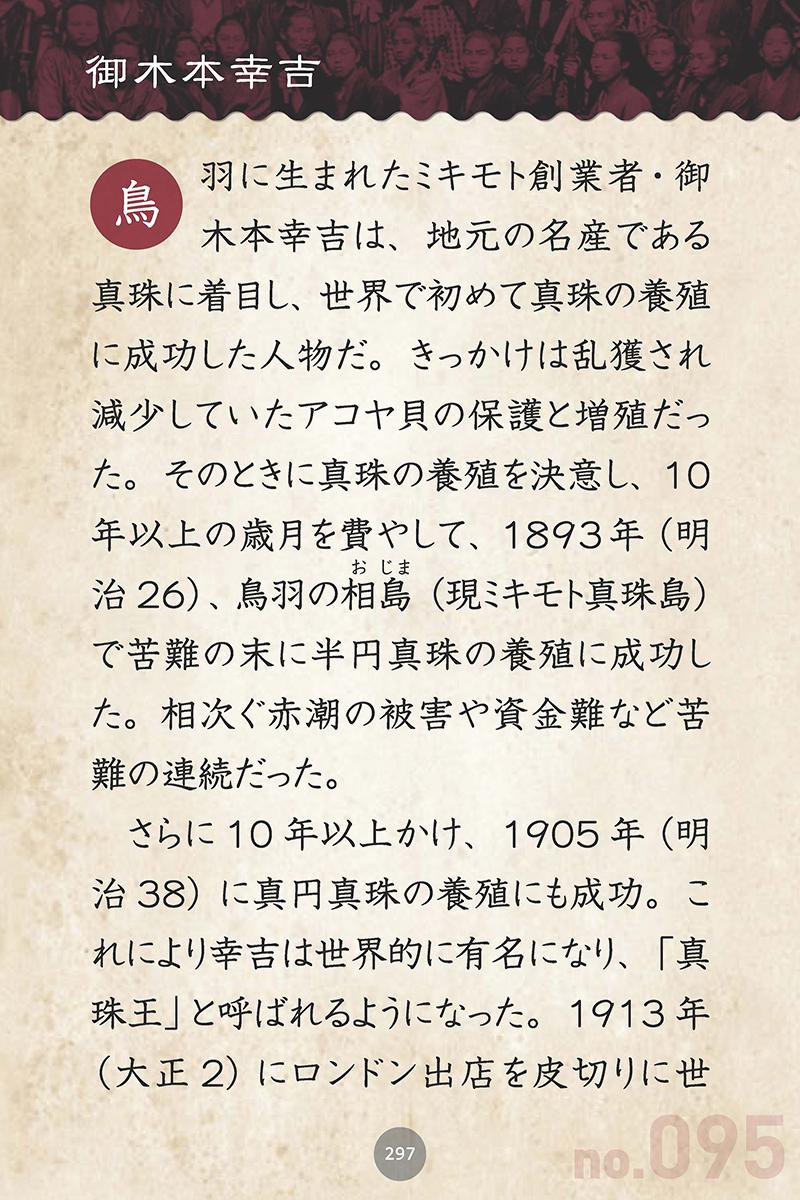 御木本幸吉
鳥羽に生まれたミキモト創業者・御
木本幸吉は、地元の名産である
真珠に着目し、世界で初めて真珠の養殖
に成功した人物だ。きっかけは乱獲され
減少していたアコヤ貝の保護と増殖だっ
た。そのときに真珠の養殖を決意し、10
年以上の歳月を費やして、1893年（明
おじま
治26）、鳥羽の相島（現ミキモト真珠島）
で苦難の末に半円真珠の養殖に成功し
た。相次ぐ赤潮の被害や資金難など苦
難の連続だった。
さらに10年以上かけ、1905年（明
治38）に真円真珠の養殖にも成功。こ
れにより幸吉は世界的に有名になり、「真
珠王」と呼ばれるようになった。1913年
（大正2）にロンドン出店を皮切りに世
297
no.095